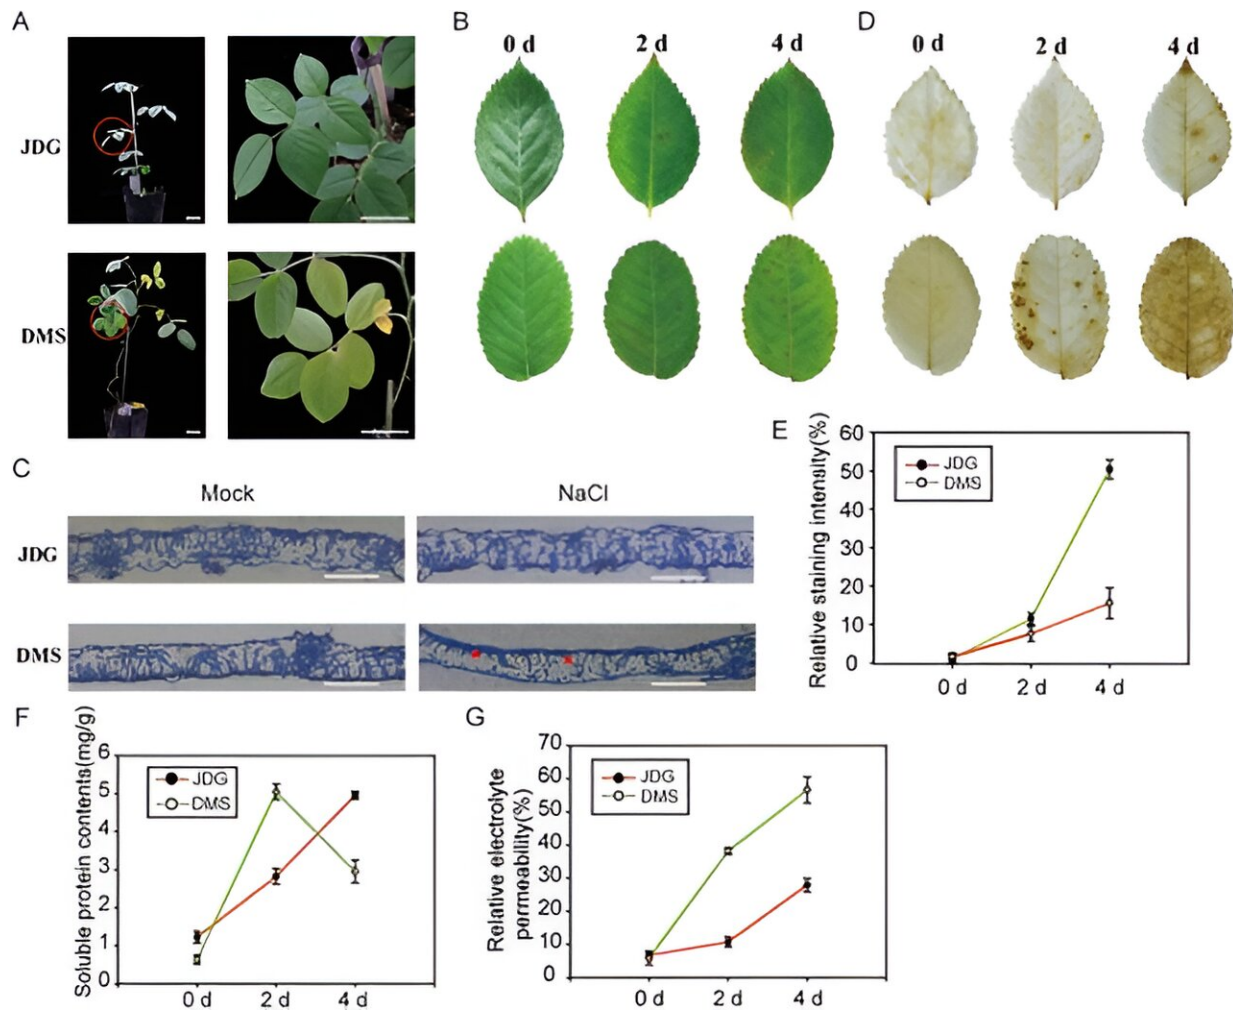 A
JDG
DMS
B
0 d 2 d 4 d
D
0 d 2 d 4 d
C
Mock NaCl
JDG
DMS
E
Relative staining intensity(%)
60
50
40
30
20
10
0
JDG
DMS
0 d 2 d 4 d
F
Soluble protein contents(mg/g)
6
5
4
3
2
1
0
JDG
DMS
0 d 2 d 4 d
G
Relative electrolyte
permeability(%)
70
60
50
40
30
20
10
0
JDG
DMS
0 d 2 d 4 d